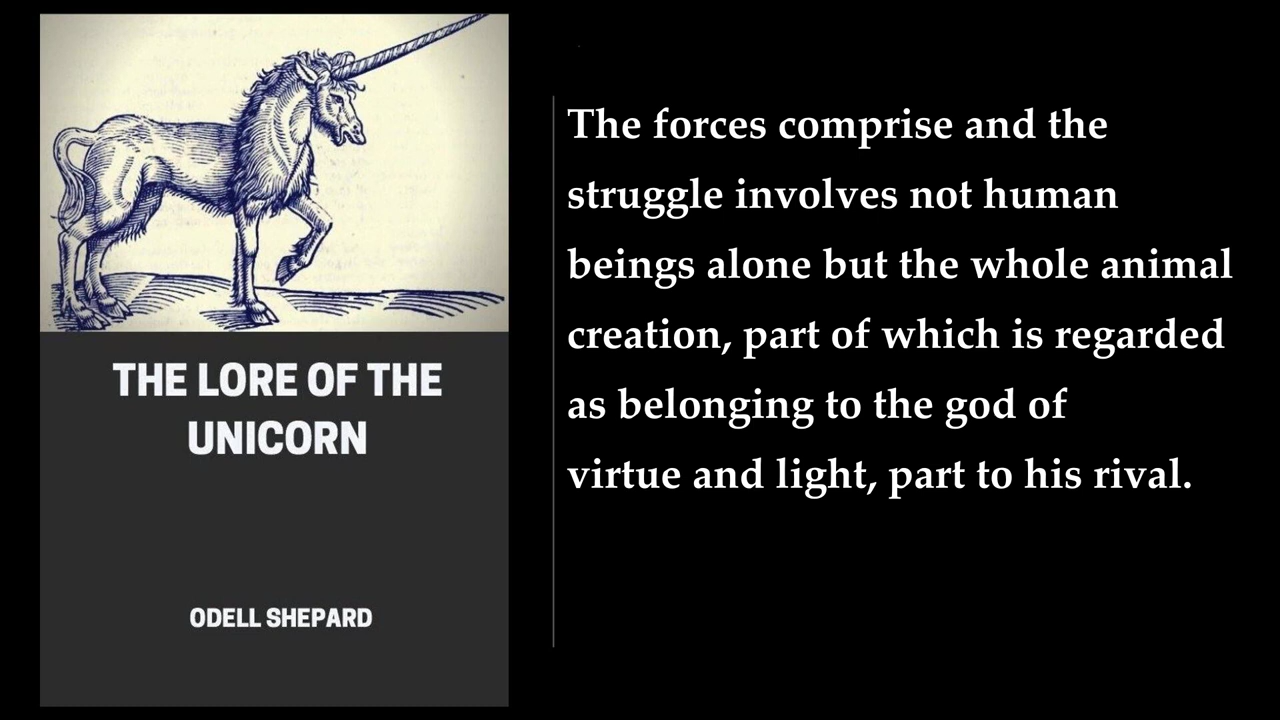 THE LORE OF THE
UNICORN
ODELL SHEPARD
The forces comprise and the
struggle involves not human
beings alone but the whole animal
creation, part of which is regarded
as belonging to the god of
virtue and light, part to his rival.